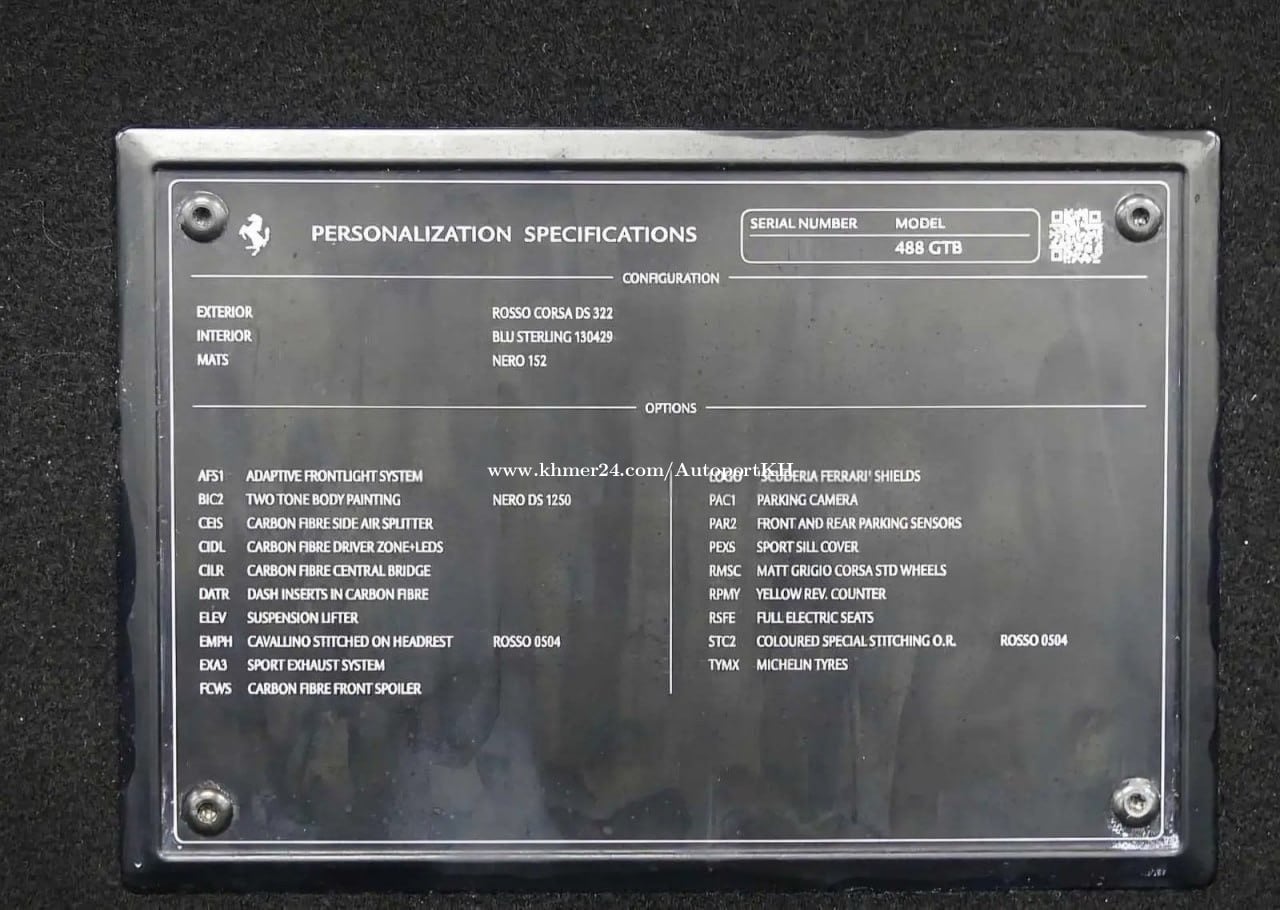 PERSONALIZATION SPECIFICATIONS
SERIAL NUMBER MODEL
488 GTB
CONFIGURATION
EXTERIOR ROSSO CORSA DS 322
INTERIOR BLU STERLING 130429
MATS NERO 152
OPTIONS
www.khmer24.com/AutoportKH
AFS1 ADAPTIVE FRONTLIGHT SYSTEM
BIC2 TWO TONE BODY PAINTING NERO DS 1250
CEIS CARBON FIBRE SIDE AIR SPLITTER
CIDL CARBON FIBRE DRIVER ZONE+LEDS
CILR CARBON FIBRE CENTRAL BRIDGE
DATR DASH INSERTS IN CARBON FIBRE
ELEV SUSPENSION LIFTER
EMPH CAVALLINO STITCHED ON HEADREST ROSSO 0504
EXA3 SPORT EXHAUST SYSTEM
FCWS CARBON FIBRE FRONT SPOILER
LOGO 'SCUDERIA FERRARI' SHIELDS
PAC1 PARKING CAMERA
PAR2 FRONT AND REAR PARKING SENSORS
PEXS SPORT SILL COVER
RMSC MATT GRIGIO CORSA STD WHEELS
RPMY YELLOW REV. COUNTER
RSFE FULL ELECTRIC SEATS
STC2 COLOURED SPECIAL STITCHING O.R. ROSSO 0504
TYMX MICHELIN TYRES